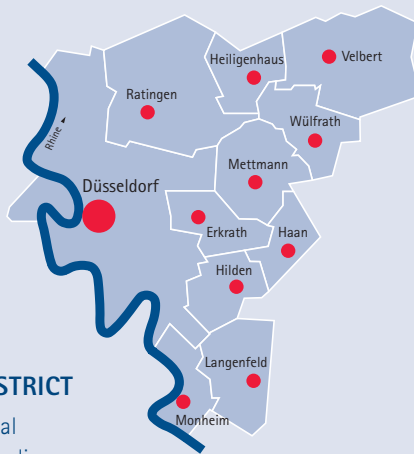 Heiligenhaus
Velbert
Ratingen
Wülfrath
Rhine
Mettmann
Düsseldorf
Erkrath
Haan
Hilden
Langenfeld
Monheim
STRICT
al